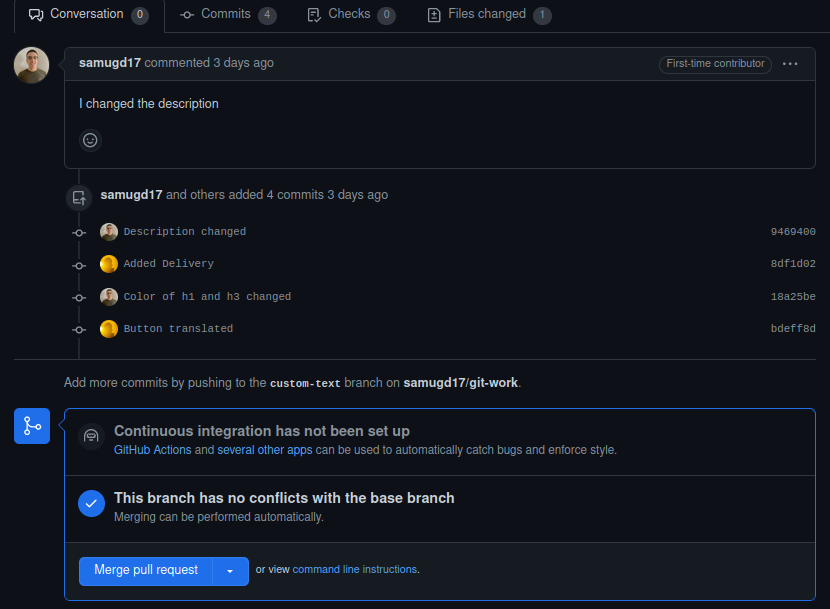 Conversation 0 Commits 4 Checks 0 Files changed 1
samugd17 commented 3 days ago First-time contributor
I changed the description
samugd17 and others added 4 commits 3 days ago
Description changed 9469400
Added Delivery 8df1d02
Color of h1 and h3 changed 18a25be
Button translated bdeff8d
Add more commits by pushing to the custom-text branch on samugd17/git-work.
Continuous integration has not been set up
GitHub Actions and several other apps can be used to automatically catch bugs and enforce style.
This branch has no conflicts with the base branch
Merging can be performed automatically.
Merge pull request or view command line instructions.